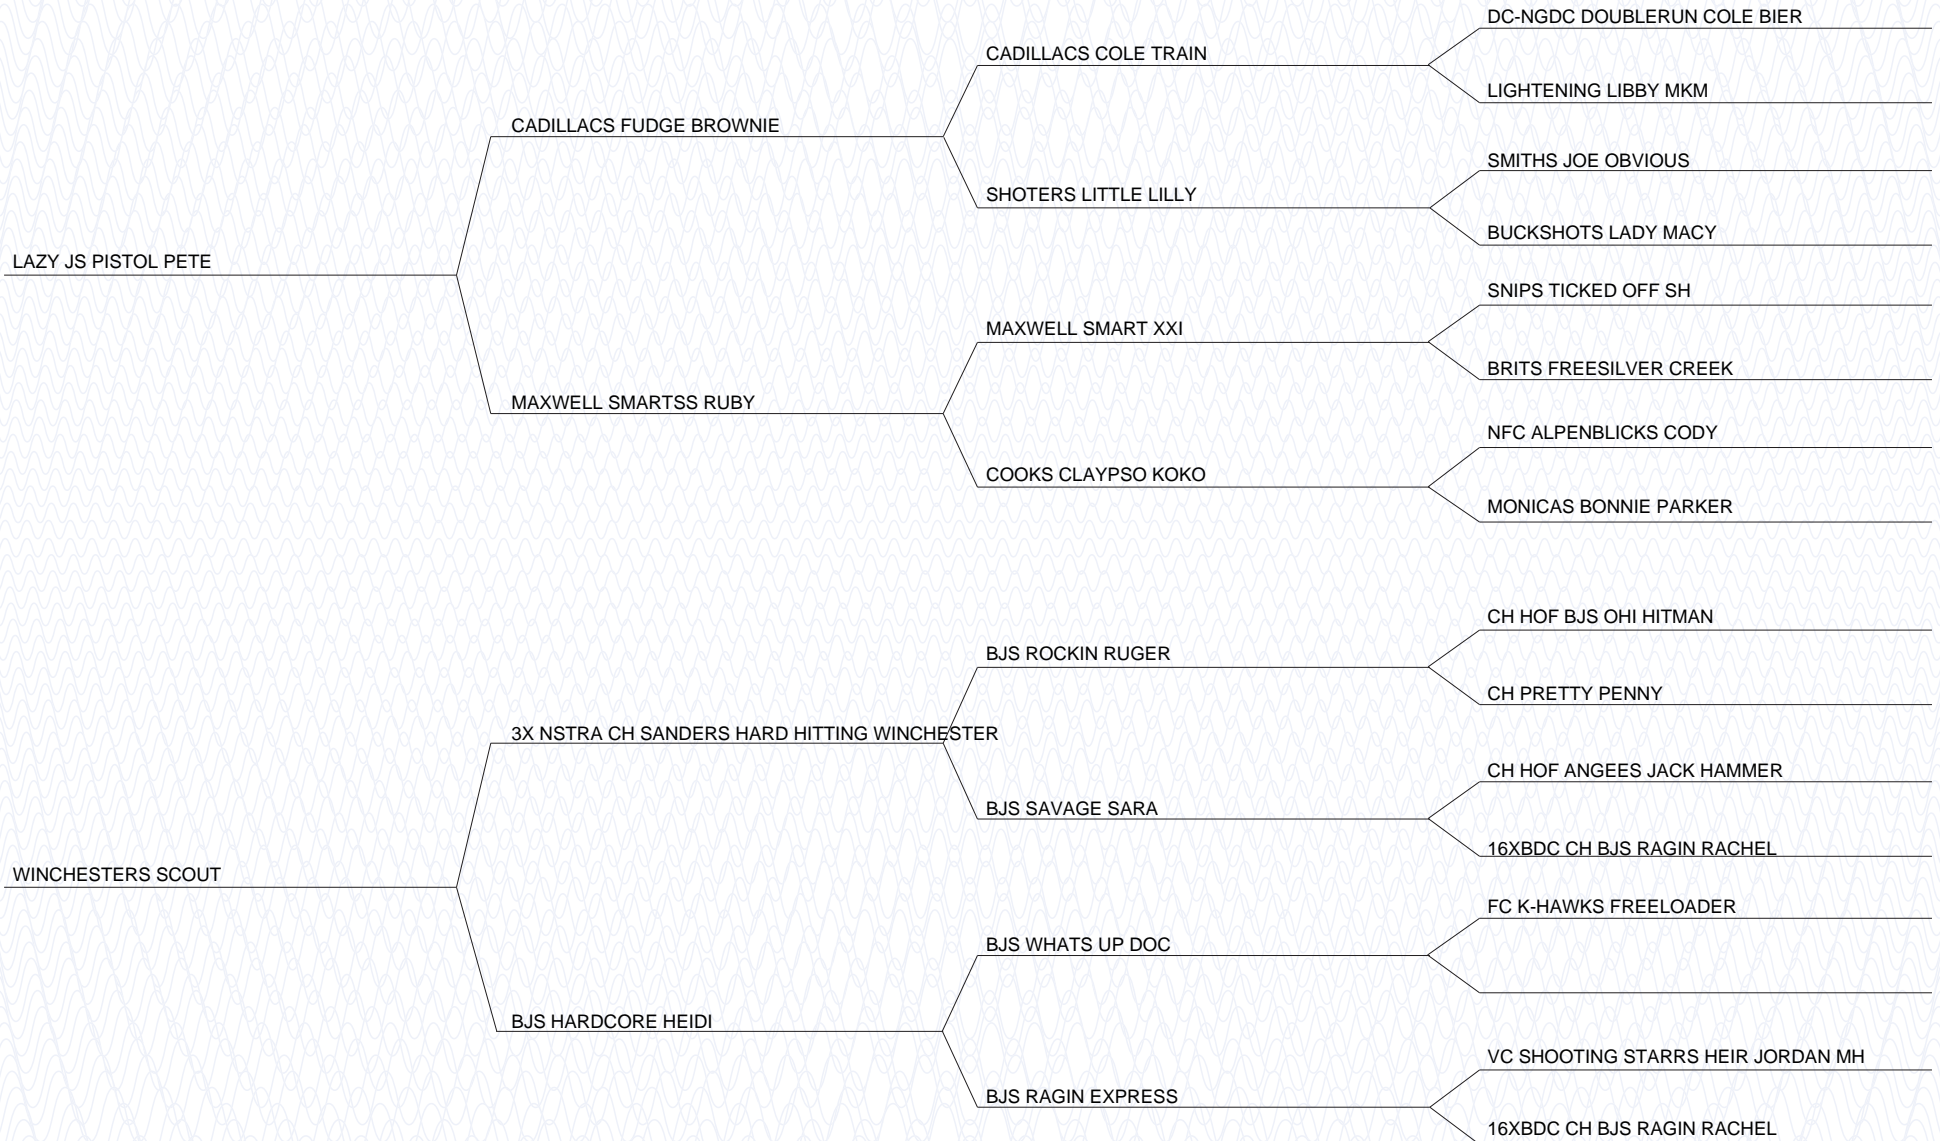 DC-NGDC DOUBLERUN COLE BIER
CADILLACS COLE TRAIN
LIGHTENING LIBBY MKM
CADILLACS FUDGE BROWNIE
SMITHS JOE OBVIOUS
SHOTERS LITTLE LILLY
BUCKSHOTS LADY MACY
LAZY JS PISTOL PETE
SNIPS TICKED OFF SH
MAXWELL SMART XXI
BRITS FREESILVER CREEK
MAXWELL SMARTSS RUBY
NFC ALPENBLICKS CODY
COOKS CLAYPSO KOKO
MONICAS BONNIE PARKER
CH HOF BJS OHI HITMAN
BJS ROCKIN RUGER
CH PRETTY PENNY
3X NSTRA CH SANDERS HARD HITTING WINCHESTER
CH HOF ANGEES JACK HAMMER
BJS SAVAGE SARA
16XBDC CH BJS RAGIN RACHEL
WINCHESTERS SCOUT
FC K-HAWKS FREELOADER
BJS WHATS UP DOC
BJS HARDCORE HEIDI
VC SHOOTING STARRS HEIR JORDAN MH
BJS RAGIN EXPRESS
16XBDC CH BJS RAGIN RACHEL